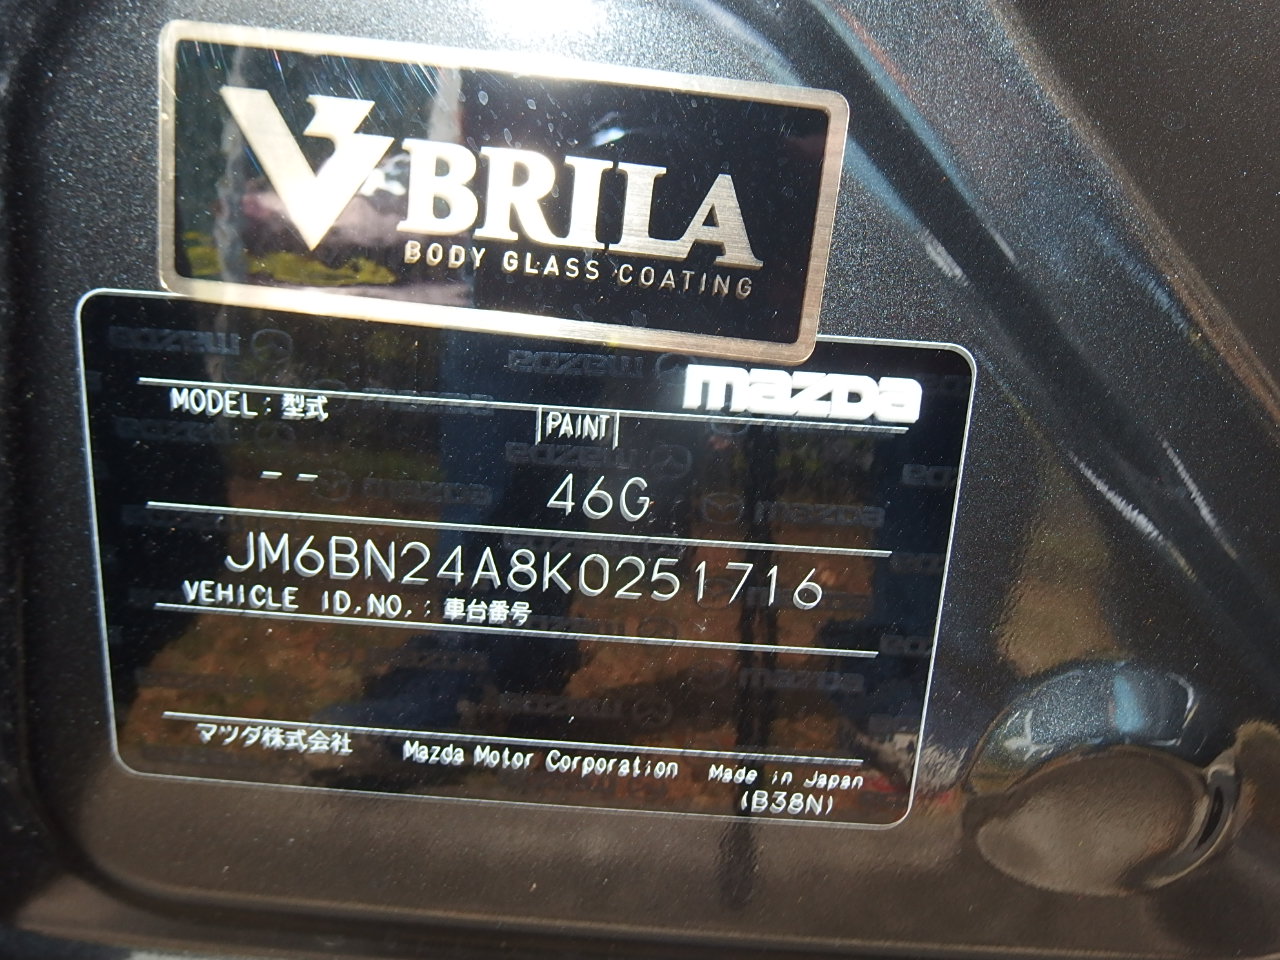 V BRILA
BODY GLASS COATING
mazda
MODEL : 型式
PAINT
-- 46G
JM6BN24A8K0251716
VEHICLE ID.NO. : 車台番号
マツダ株式会社 Mazda Motor Corporation Made in Japan
(B38N)